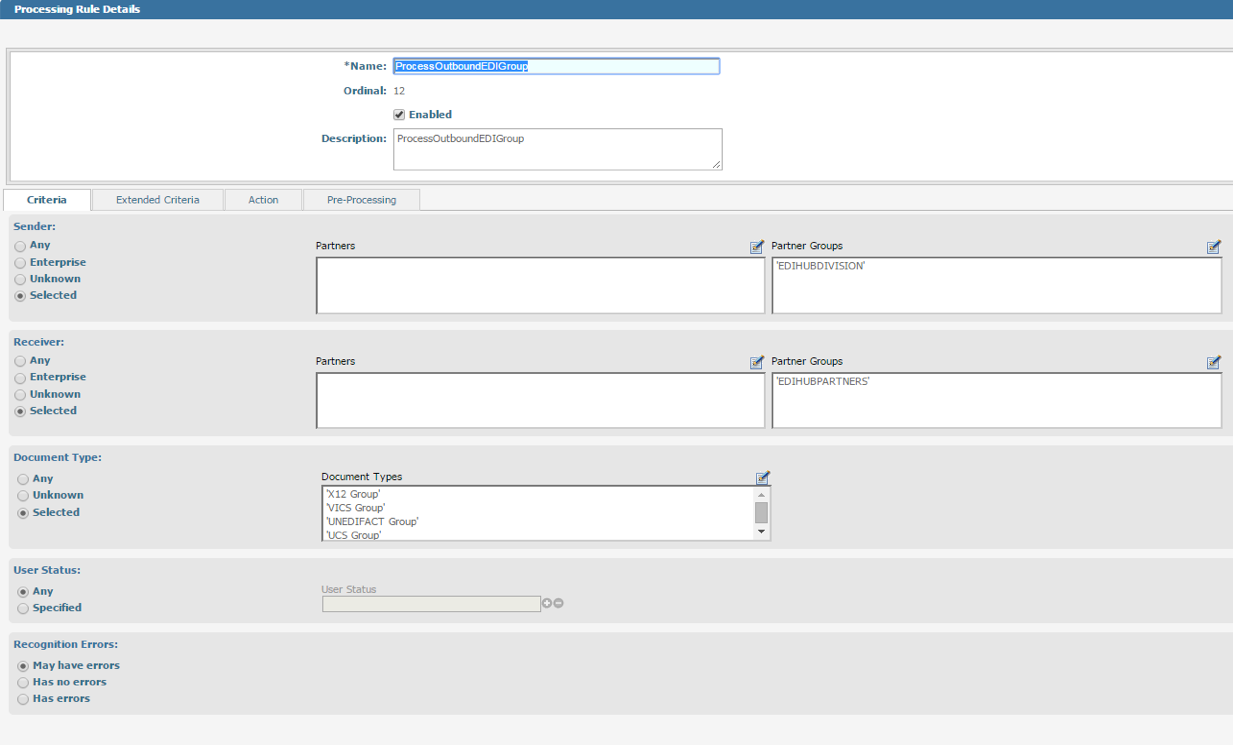 Processing Rule Details
*Name: ProcessOutboundEDIGroup
Ordinal: 12
Enabled
Description: ProcessOutboundEDIGroup
Criteria Extended Criteria Action Pre-Processing
Sender:
Any
Enterprise
Unknown
Selected
Partners
Partner Groups
'EDIHUBDIVISION'
Receiver:
Any
Enterprise
Unknown
Selected
Partners
Partner Groups
'EDIHUBPARTNERS'
Document Type:
Any
Unknown
Selected
Document Types
'X12 Group'
'VICS Group'
'UNEDIFACT Group'
'UCS Group'
User Status:
Any
Specified
User Status
Recognition Errors:
May have errors
Has no errors
Has errors